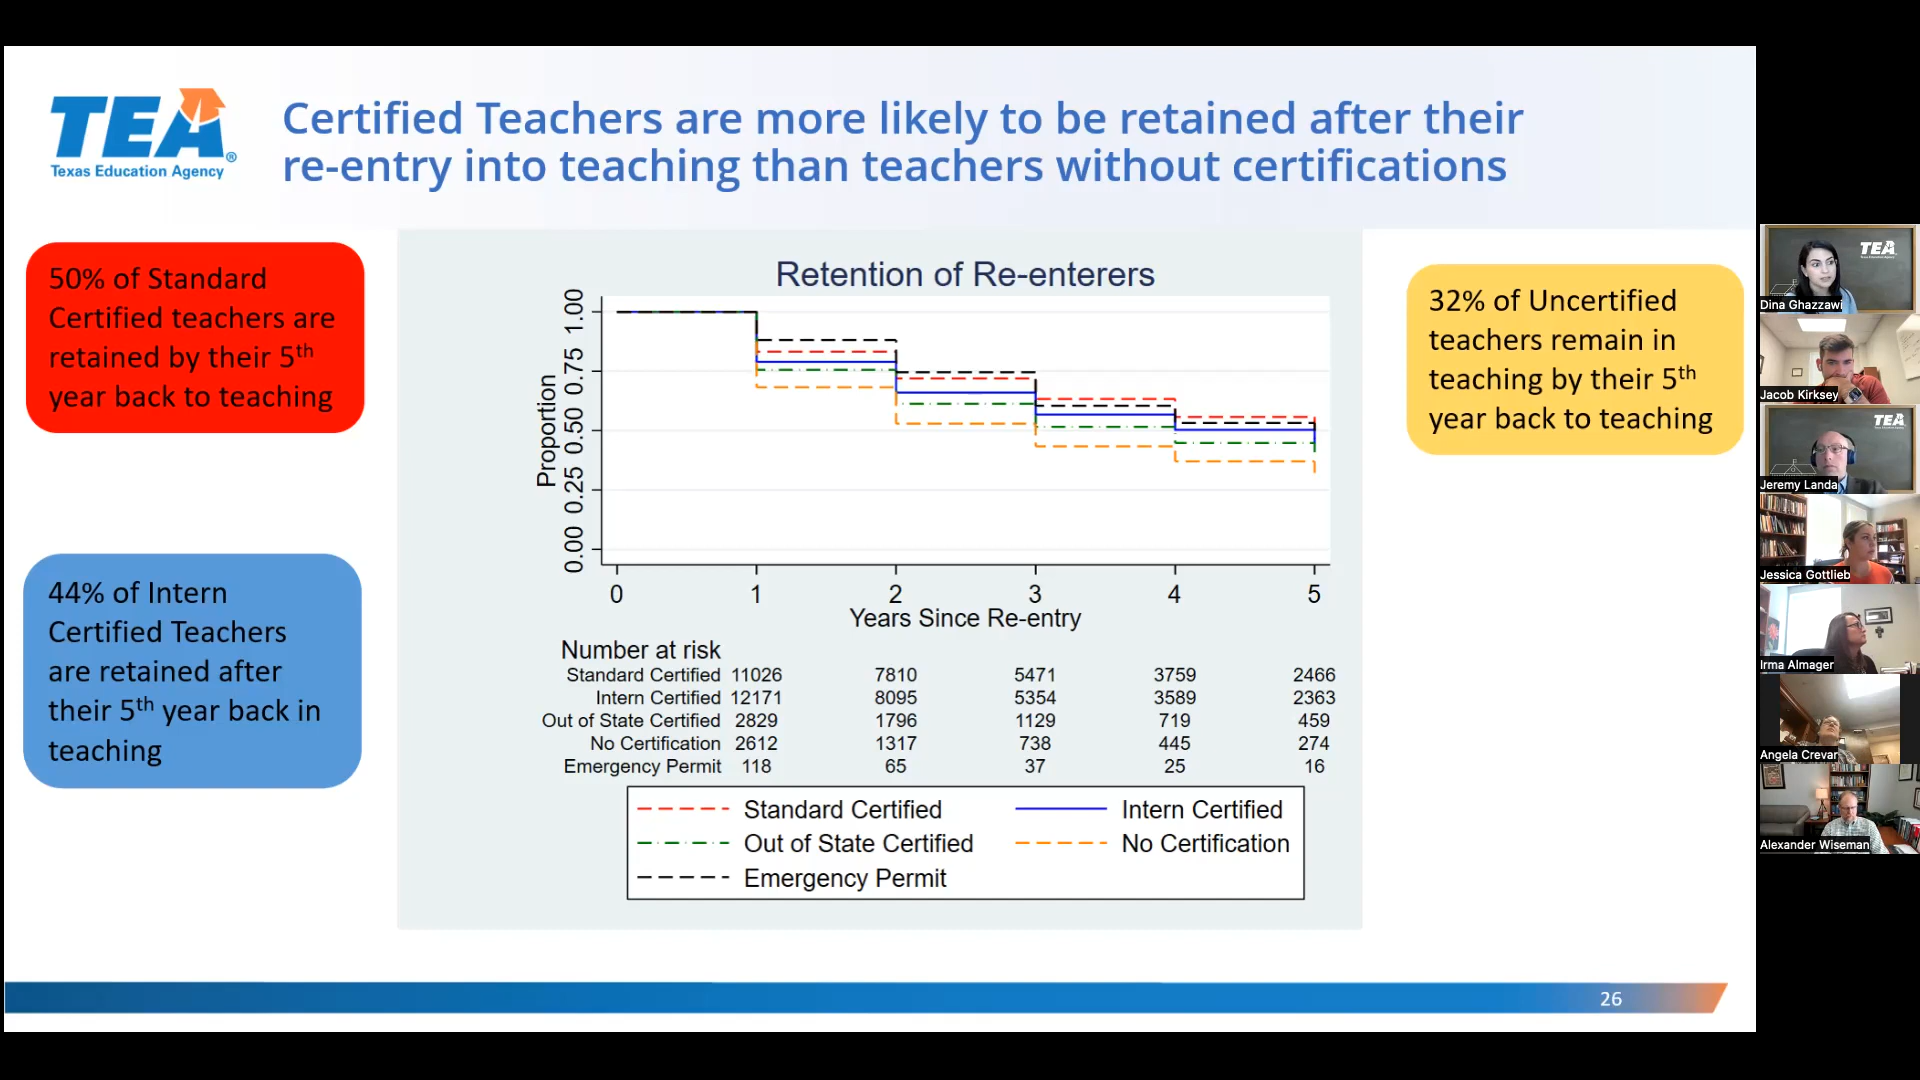 TEA®
Texas Education Agency
Certified Teachers are more likely to be retained after their
re-entry into teaching than teachers without certifications
50% of Standard
Certified teachers are
retained by their 5th
year back to teaching
44% of Intern
Certified Teachers
are retained after
their 5th year back in
teaching
Retention of Re-enterers
Proportion
1.00
0.75
0.50
0.25
0.00
0 1 2 3 4 5
Years Since Re-entry
Number at risk
Standard Certified 11026 7810 5471 3759 2466
Intern Certified 12171 8095 5354 3589 2363
Out of State Certified 2829 1796 1129 719 459
No Certification 2612 1317 738 445 274
Emergency Permit 118 65 37 25 16
Standard Certified Intern Certified
Out of State Certified No Certification
Emergency Permit
32% of Uncertified
teachers remain in
teaching by their 5th
year back to teaching
26
TEA
Dina Ghazzawi
Jacob Kirksey
TEA
Jeremy Landa
Jessica Gottlieb
Irma Almager
Angela Crevar
Alexander Wiseman